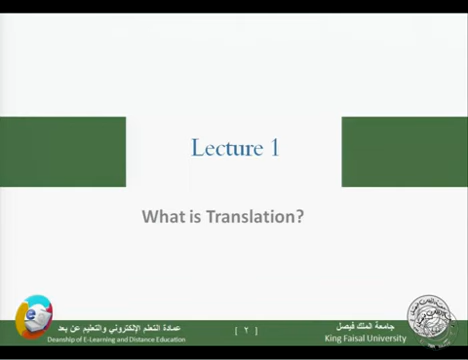 Lecture 1
What is Translation?
عمادة التعلم الإلكتروني والتعليم عن بعد
Deanship of E-Learning and Distance Education
[ ٢ ]
جامعة الملك فيصل
King Faisal University